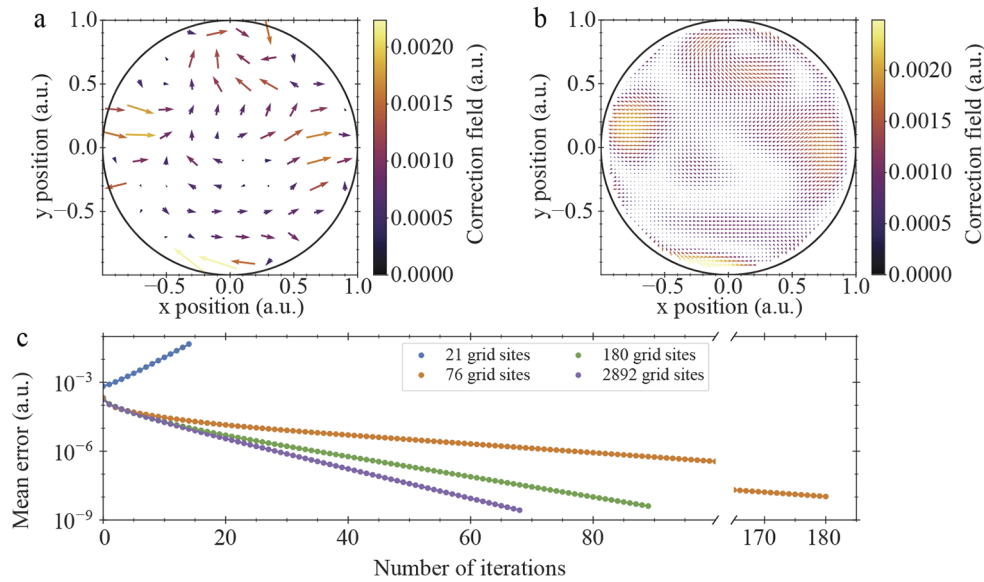 a
b
1.0
0.5
0.0
−0.5
y position (a.u.)
−0.5
0.0
0.5
1.0
x position (a.u.)
0.0020
0.0015
0.0010
0.0005
0.0000
Correction field (a.u.)
1.0
0.5
0.0
−0.5
y position (a.u.)
−0.5
0.0
0.5
1.0
x position (a.u.)
0.0020
0.0015
0.0010
0.0005
0.0000
Correction field (a.u.)
c
21 grid sites
76 grid sites
180 grid sites
2892 grid sites
10−3
10−6
10−9
Mean error (a.u.)
0
20
40
60
80
170
180
Number of iterations